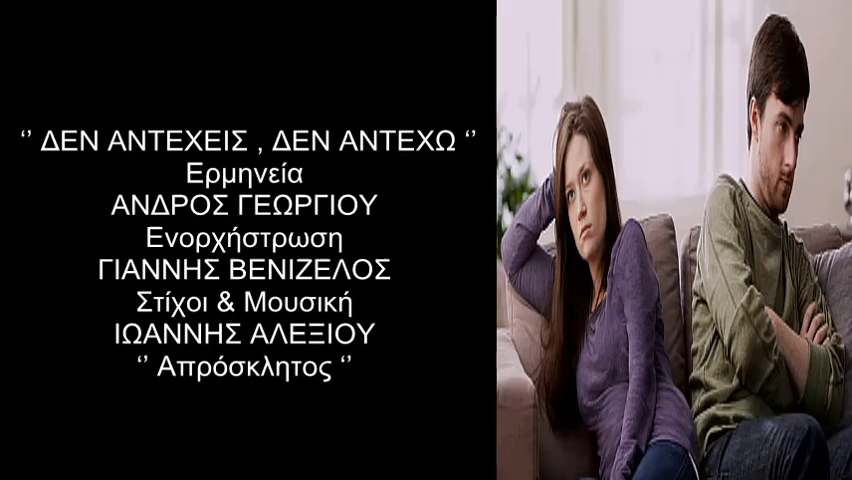 ‘’ ΔΕΝ ΑΝΤΕΧΕΙΣ , ΔΕΝ ΑΝΤΕΧΩ ‘’
Ερμηνεία
ΑΝΔΡΟΣ ΓΕΩΡΓΙΟΥ
Ενορχήστρωση
ΓΙΑΝΝΗΣ ΒΕΝΙΖΕΛΟΣ
Στίχοι & Μουσική
ΙΩΑΝΝΗΣ ΑΛΕΞΙΟΥ
‘’ Απρόσκλητος ‘’